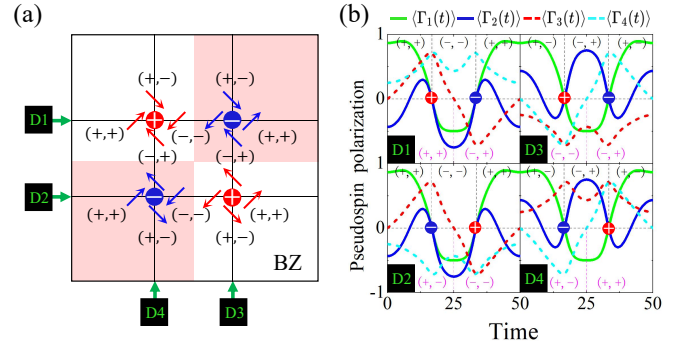 (a)
(+,−)
(+,−)
D1
(+,+)
(−,−)
(+,+)
(−,+)
(−,+)
D2
(+,+)
(−,−)
(+,+)
(+,−)
(+,−)
BZ
D4
D3
(b)
⟨Γ₁(t)⟩ ⟨Γ₂(t)⟩ ⟨Γ₃(t)⟩ ⟨Γ₄(t)⟩
Pseudospin polarization
1
0
-1
(+,+) (−,−) (+,+)
D1
(+,+) (−,+)
(+,−) (−,+) (+,−)
D3
(−,−) (−,+)
1
0
-1
(+,−) (−,−) (+,−)
D2
(+,−) (−,−)
(+,−) (−,+) (+,+)
D4
(+,−) (+,+)
0 25 0 25 50
Time